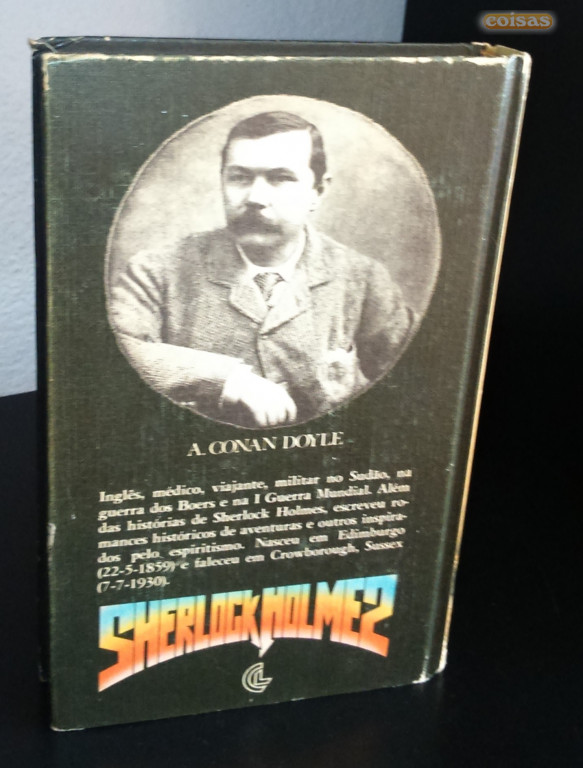 coisas
A. CONAN DOYLE
Inglês, médico, viajante, militar no Sudão, na
guerra dos Boers e na I Guerra Mundial. Além
das histórias de Sherlock Holmes, escreveu ro-
mances históricos de aventuras e outros inspira-
dos pelo espiritismo. Nasceu em Edimburgo
(22-5-1859) e faleceu em Crowborough, Sussex
(7-7-1930).
SHERLOCK HOLMES
CL